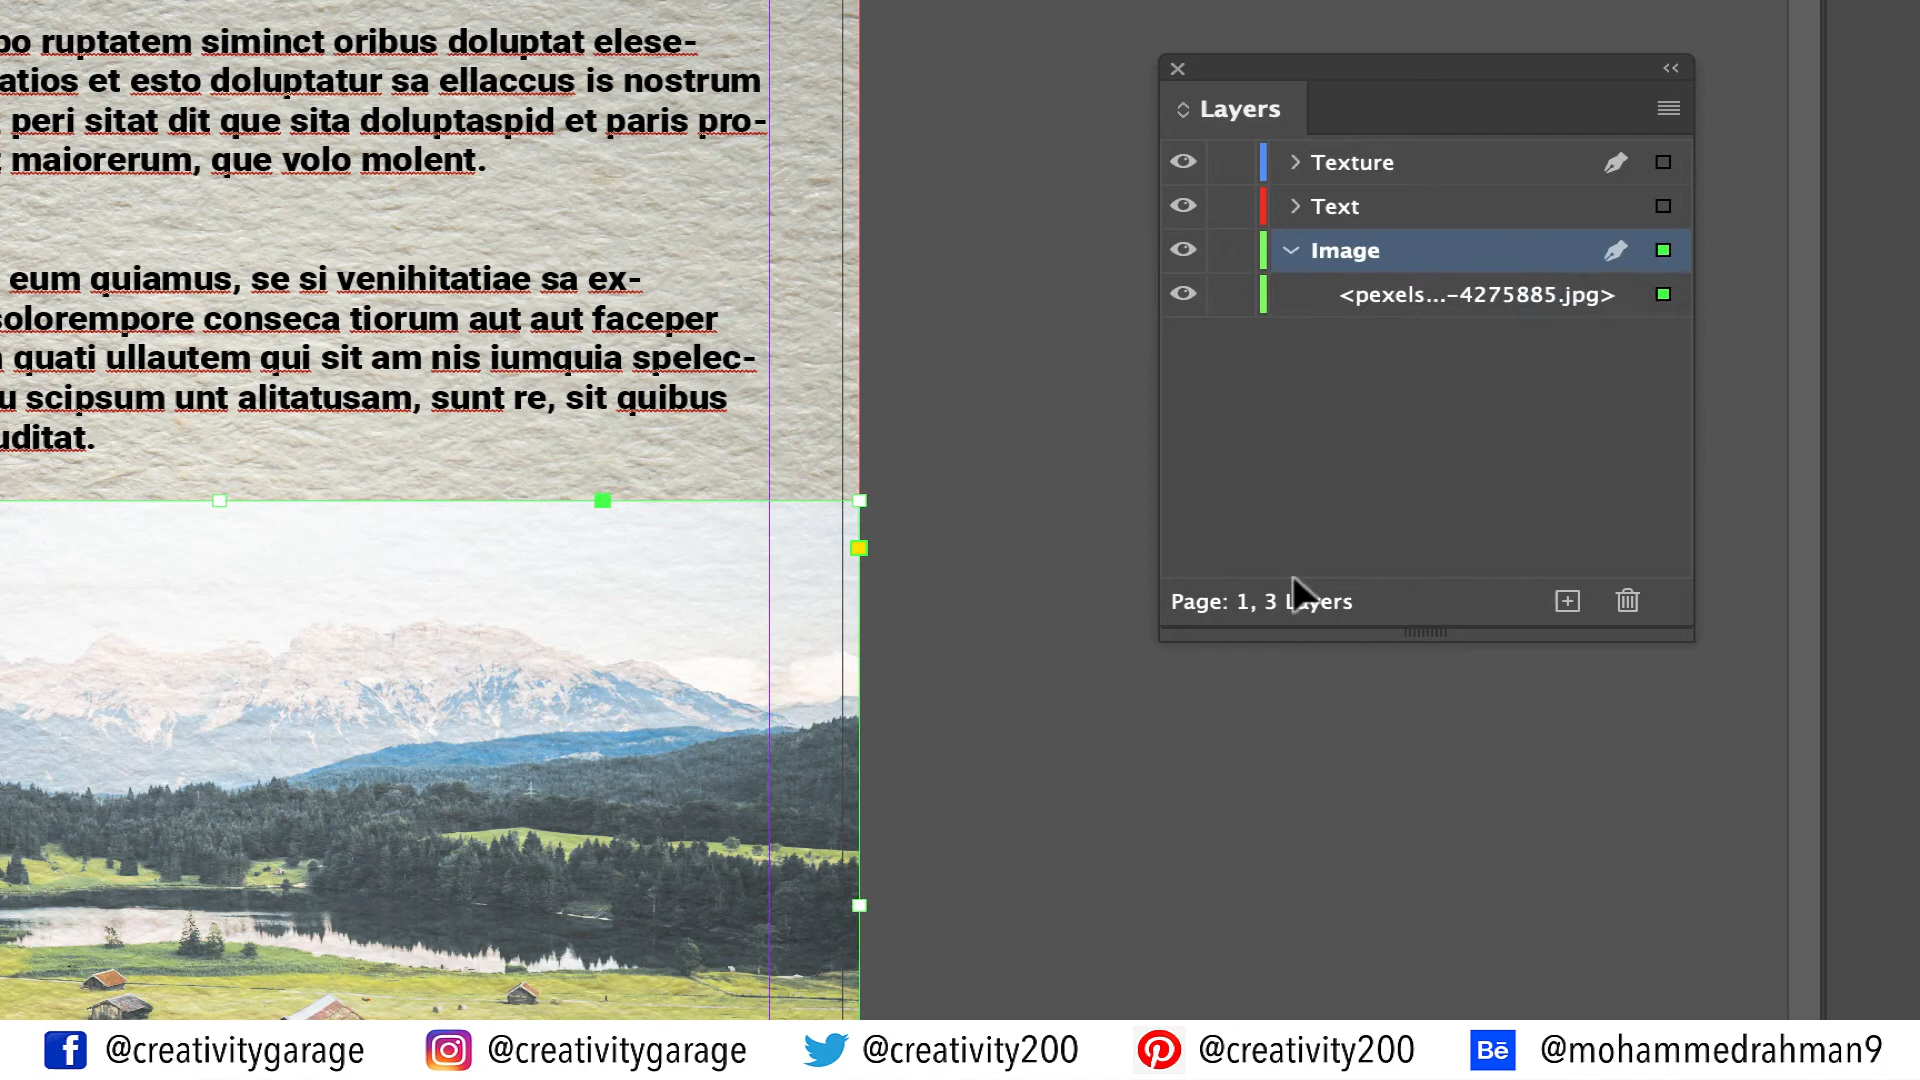 po ruptatem siminct oribus doluptat elese-
atios et esto doluptatur sa ellaccus is nostrum
peri sitat dit que sita doluptaspid et paris pro-
maiorerum, que volo molent.
eum quiamus, se si venihitatiae sa ex-
solorempore conseca tiorum aut aut faceper
quati ullautem qui sit am nis iumquia spelec-
u scipsum unt alitatusam, sunt re, sit quibus
uditat.
Layers
Texture
Text
Image
<pexels...-4275885.jpg>
Page: 1, 3 Layers
f @creativitygarage @creativitygarage @creativity200 @creativity200 Bē @mohammedrahman9